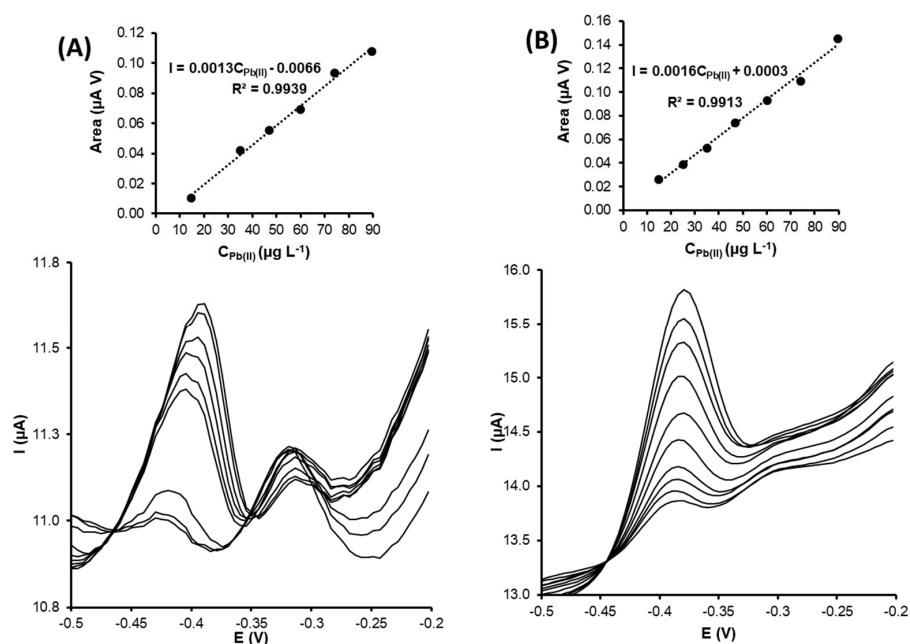 (A)
0.12
0.10
0.08
0.06
0.04
0.02
0.00
Area (µA V)
I = 0.0013C_Pb(II) - 0.0066
R² = 0.9939
0 10 20 30 40 50 60 70 80 90
C_Pb(II) (µg L⁻¹)
(B)
0.16
0.14
0.12
0.10
0.08
0.06
0.04
0.02
0.00
Area (µA V)
I = 0.0016C_Pb(II) + 0.0003
R² = 0.9913
0 10 20 30 40 50 60 70 80 90
C_Pb(II) (µg L⁻¹)
11.8
11.5
11.3
11.0
10.8
I (µA)
-0.5 -0.45 -0.4 -0.35 -0.3 -0.25 -0.2
E (V)
16.0
15.5
15.0
14.5
14.0
13.5
13.0
I (µA)
-0.5 -0.45 -0.4 -0.35 -0.3 -0.25 -0.2
E (V)